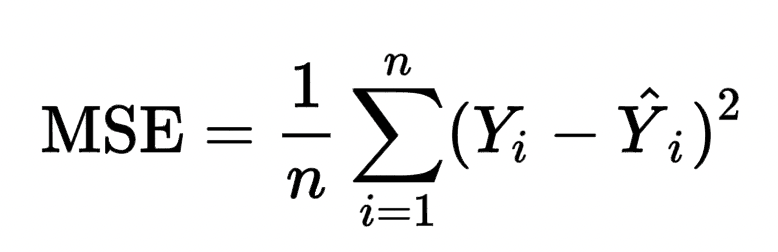 MSE = \frac{1}{n} \sum_{i=1}^{n} (Y_i - \hat{Y}_i)^2